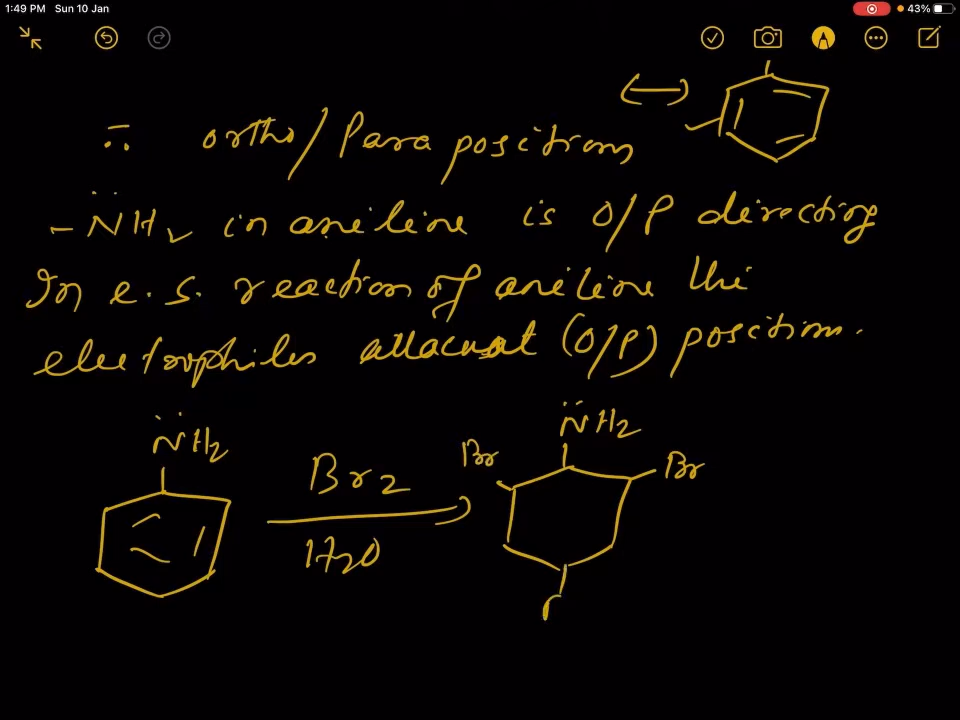 1:49 PM Sun 10 Jan 43%
∴ ortho/Para positions
-N̈H₂ in aniline is O/P directing
In e.s. reaction of aniline the
electrophiles attacks at (O/P) position.
N̈H₂ Br₂ H₂O Br N̈H₂ Br